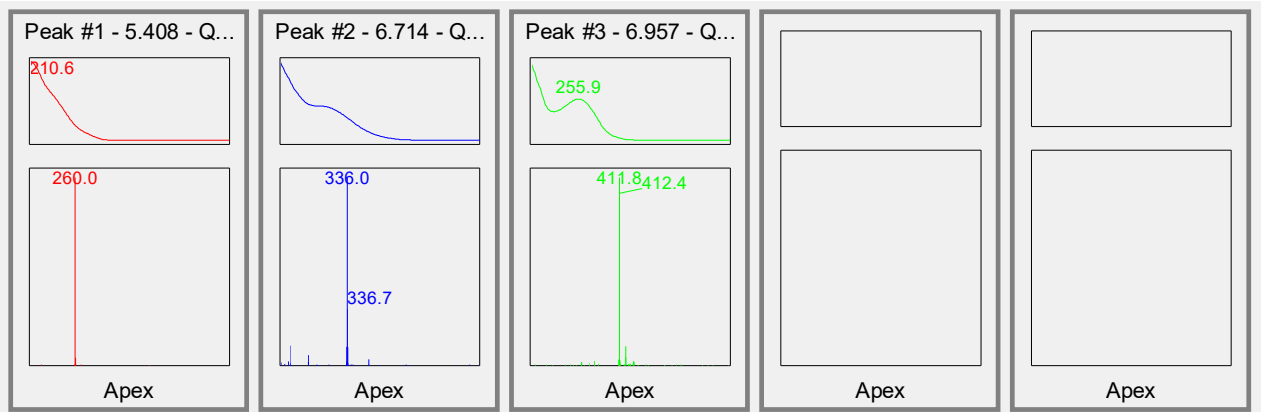 Peak #1 - 5.408 - Q...
210.6
260.0
Apex
Peak #2 - 6.714 - Q...
336.0
336.7
Apex
Peak #3 - 6.957 - Q...
255.9
411.8
412.4
Apex
Apex
Apex